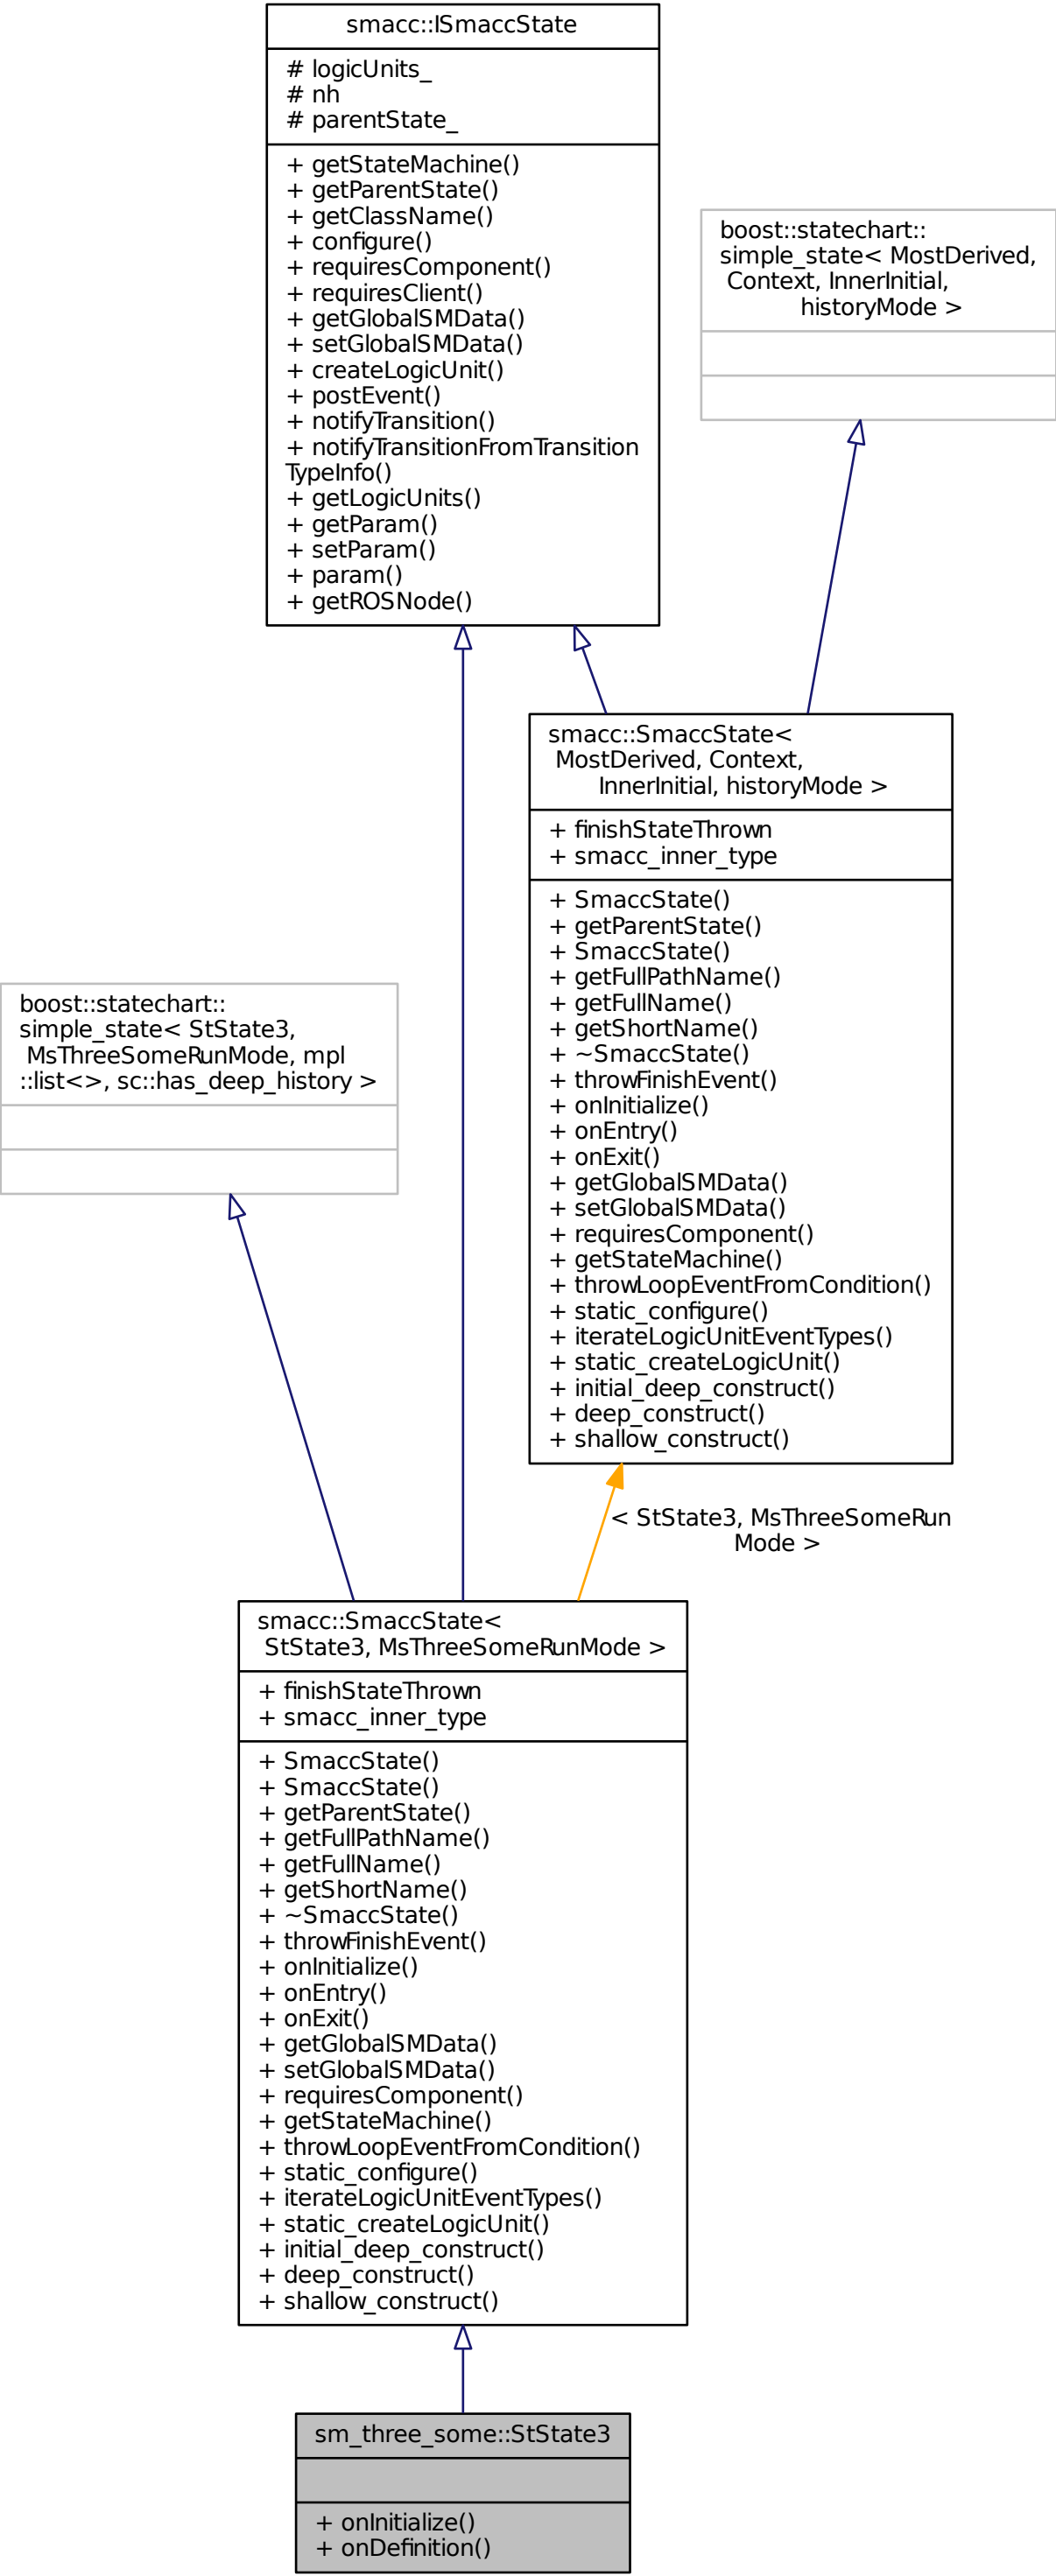 smacc::ISmaccState
# logicUnits_
# nh
# parentState_
+ getStateMachine()
+ getParentState()
+ getClassName()
+ configure()
+ requiresComponent()
+ requiresClient()
+ getGlobalSMData()
+ setGlobalSMData()
+ createLogicUnit()
+ postEvent()
+ notifyTransition()
+ notifyTransitionFromTransition
TypeInfo()
+ getLogicUnits()
+ getParam()
+ setParam()
+ param()
+ getROSNode()
boost::statechart::
simple_state< MostDerived,
Context, InnerInitial,
historyMode >
smacc::SmaccState<
MostDerived, Context,
InnerInitial, historyMode >
+ finishStateThrown
+ smacc_inner_type
+ SmaccState()
+ getParentState()
+ SmaccState()
+ getFullPathName()
+ getFullName()
+ getShortName()
+ ~SmaccState()
+ throwFinishEvent()
+ onInitialize()
+ onEntry()
+ onExit()
+ getGlobalSMData()
+ setGlobalSMData()
+ requiresComponent()
+ getStateMachine()
+ throwLoopEventFromCondition()
+ static_configure()
+ iterateLogicUnitEventTypes()
+ static_createLogicUnit()
+ initial_deep_construct()
+ deep_construct()
+ shallow_construct()
boost::statechart::
simple_state< StState3,
MsThreeSomeRunMode, mpl
::list<>, sc::has_deep_history >
< StState3, MsThreeSomeRun
Mode >
smacc::SmaccState<
StState3, MsThreeSomeRunMode >
+ finishStateThrown
+ smacc_inner_type
+ SmaccState()
+ SmaccState()
+ getParentState()
+ getFullPathName()
+ getFullName()
+ getShortName()
+ ~SmaccState()
+ throwFinishEvent()
+ onInitialize()
+ onEntry()
+ onExit()
+ getGlobalSMData()
+ setGlobalSMData()
+ requiresComponent()
+ getStateMachine()
+ throwLoopEventFromCondition()
+ static_configure()
+ iterateLogicUnitEventTypes()
+ static_createLogicUnit()
+ initial_deep_construct()
+ deep_construct()
+ shallow_construct()
sm_three_some::StState3
+ onInitialize()
+ onDefinition()